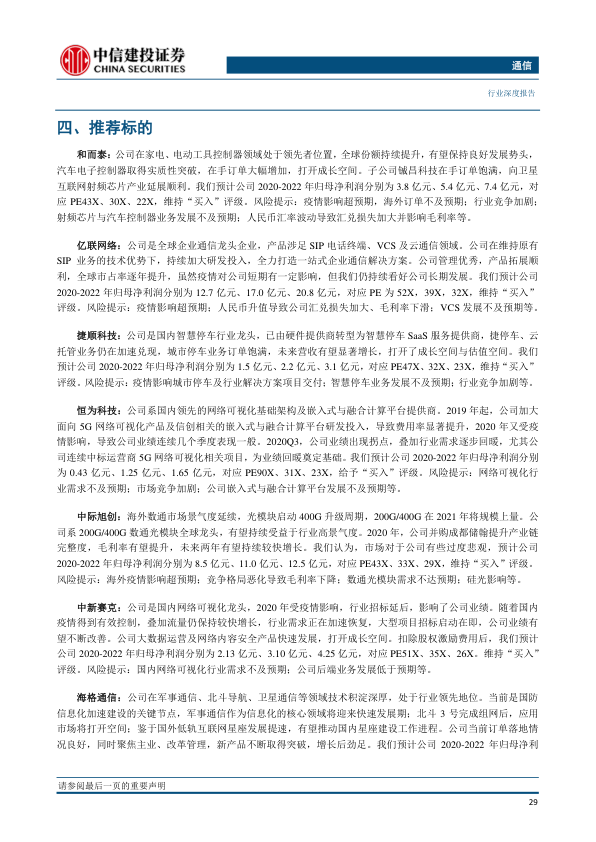 中信建投证券
CHINA SECURITIES
通信
行业深度报告
四、推荐标的
和而泰：公司在家电、电动工具控制器领域处于领先者位置，全球份额持续提升，有望保持良好发展势头，
汽车电子控制器取得实质性突破，在手订单大幅增加，打开成长空间。子公司铖昌科技在手订单饱满，向卫星
互联网射频芯片产业延展顺利。我们预计公司 2020-2022 年归母净利润分别为 3.8 亿元、5.4 亿元、7.4 亿元，对
应 PE43X、30X、22X，维持“买入”评级。风险提示：疫情影响超预期，海外订单不及预期；行业竞争加剧；
射频芯片与汽车控制器业务发展不及预期；人民币汇率波动导致汇兑损失加大并影响毛利率等。
亿联网络：公司是全球企业通信龙头企业，产品涉足 SIP 电话终端、VCS 及云通信领域。公司在维持原有
SIP 业务的技术优势下，持续加大研发投入，全力打造一站式企业通信解决方案。公司管理优秀，产品拓展顺
利，全球市占率逐年提升，虽然疫情对公司短期有一定影响，但我们仍持续看好公司长期发展。我们预计公司
2020-2022 年归母净利润分别为 12.7 亿元、17.0 亿元、20.8 亿元，对应 PE 为 52X，39X，32X，维持“买入”
评级。风险提示：疫情影响超预期；人民币升值导致公司汇兑损失加大、毛利率下滑；VCS 发展不及预期等。
捷顺科技：公司是国内智慧停车行业龙头，已由硬件提供商转型为智慧停车 SaaS 服务提供商，捷停车、云
托管业务仍在加速兑现，城市停车业务订单饱满，未来营收有望显著增长，打开了成长空间与估值空间。我们
预计公司 2020-2022 年归母净利润分别为 1.5 亿元、2.2 亿元、3.1 亿元，对应 PE47X、32X、23X，维持“买入”
评级。风险提示：疫情影响城市停车及行业解决方案项目交付；智慧停车业务发展不及预期；行业竞争加剧等。
恒为科技：公司系国内领先的网络可视化基础架构及嵌入式与融合计算平台提供商。2019 年起，公司加大
面向 5G 网络可视化产品及信创相关的嵌入式与融合计算平台研发投入，导致费用率显著提升，2020 年又受疫
情影响，导致公司业绩连续几个季度表现一般。2020Q3，公司业绩出现拐点，叠加行业需求逐步回暖，尤其公
司连续中标运营商 5G 网络可视化相关项目，为业绩回暖奠定基础。我们预计公司 2020-2022 年归母净利润分别
为 0.43 亿元、1.25 亿元、1.65 亿元，对应 PE90X、31X、23X，给予“买入”评级。风险提示：网络可视化行
业需求不及预期；市场竞争加剧；公司嵌入式与融合计算平台发展不及预期等。
中际旭创：海外数通市场景气度延续，光模块启动 400G 升级周期，200G/400G 在 2021 年将规模上量。公
司系 200G/400G 数通光模块全球龙头，有望持续受益于行业高景气度。2020 年，公司并购成都储翰提升产业链
完整度，毛利率有望提升，未来两年有望持续较快增长。我们认为，市场对于公司有些过度悲观，预计公司
2020-2022 年归母净利润分别为 8.5 亿元、11.0 亿元、12.5 亿元，对应 PE43X、33X、29X，维持“买入”评级。
风险提示：海外疫情影响超预期；竞争格局恶化导致毛利率下降；数通光模块需求不达预期；硅光影响等。
中新赛克：公司是国内网络可视化龙头，2020 年受疫情影响，行业招标延后，影响了公司业绩。随着国内
疫情得到有效控制，叠加流量仍保持较快增长，行业需求正在加速恢复，大型项目招标启动在即，公司业绩有
望不断改善。公司大数据运营及网络内容安全产品快速发展，打开成长空间。扣除股权激励费用后，我们预计
公司 2020-2022 年归母净利润分别为 2.13 亿元、3.10 亿元、4.25 亿元，对应 PE51X、35X、26X。维持“买入”
评级。风险提示：国内网络可视化行业需求不及预期；公司后端业务发展低于预期等。
海格通信：公司在军事通信、北斗导航、卫星通信等领域技术积淀深厚，处于行业领先地位。当前是国防
信息化加速建设的关键节点，军事通信作为信息化的核心领域将迎来快速发展期；北斗 3 号完成组网后，应用
市场将打开空间；鉴于国外低轨互联网星座发展提速，有望推动国内星座建设工作进程。公司当前订单落地情
况良好，同时聚焦主业、改革管理，新产品不断取得突破，增长后劲足。我们预计公司 2020-2022 年归母净利
请参阅最后一页的重要声明
29